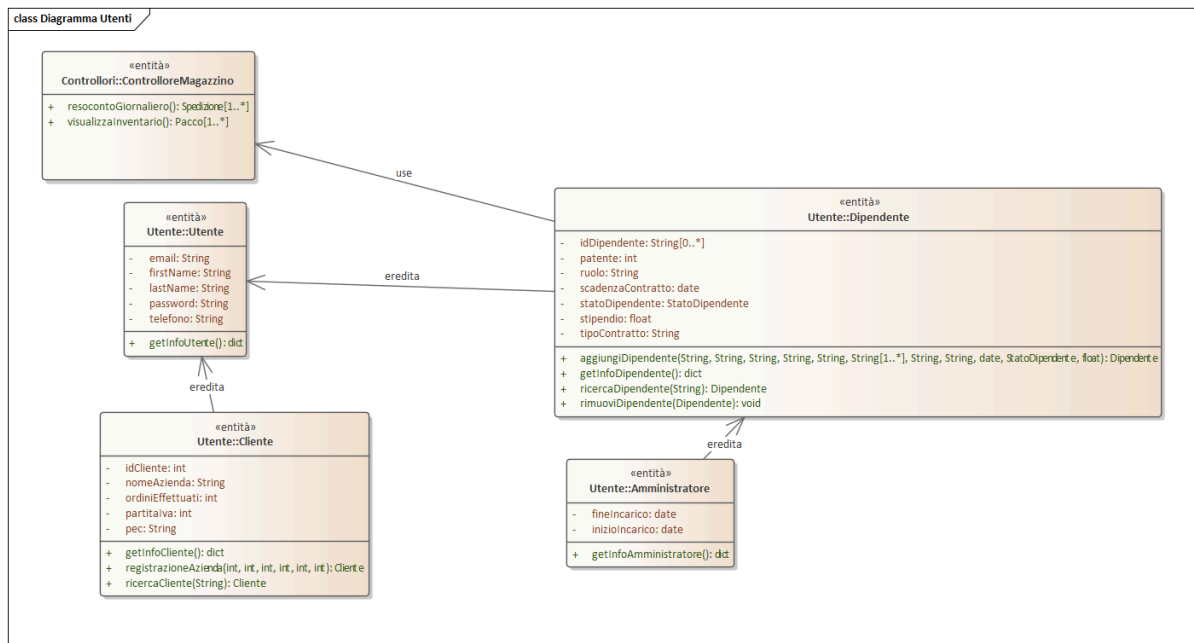 class Diagramma Utenti
«entità»
Controllori::ControlloreMagazzino
+ resocontoGiornaliero(): Spedizione[1..*]
+ visualizzaInventario(): Pacco[1..*]
use
«entità»
Utente::Utente
- email: String
- firstName: String
- lastName: String
- password: String
- telefono: String
+ getInfoUtente(): dict
eredita
«entità»
Utente::Dipendente
- idDipendente: String[0..*]
- patente: int
- ruolo: String
- scadenzaContratto: date
- statoDipendente: StatoDipendente
- stipendio: float
- tipoContratto: String
+ aggiungiDipendente(String, String, String, String, String, String[1..*], String, String, date, StatoDipendente, float): Dipendente
+ getInfoDipendente(): dict
+ ricercaDipendente(String): Dipendente
+ rimuoviDipendente(Dipendente): void
eredita
«entità»
Utente::Cliente
- idCliente: int
- nomeAzienda: String
- ordiniEffettuati: int
- partitaIva: int
- pec: String
+ getInfoCliente(): dict
+ registrazioneAzienda(int, int, int, int, int, int): Cliente
+ ricercaCliente(String): Cliente
eredita
«entità»
Utente::Amministratore
- fineIncarico: date
- inizioIncarico: date
+ getInfoAmministratore(): dict